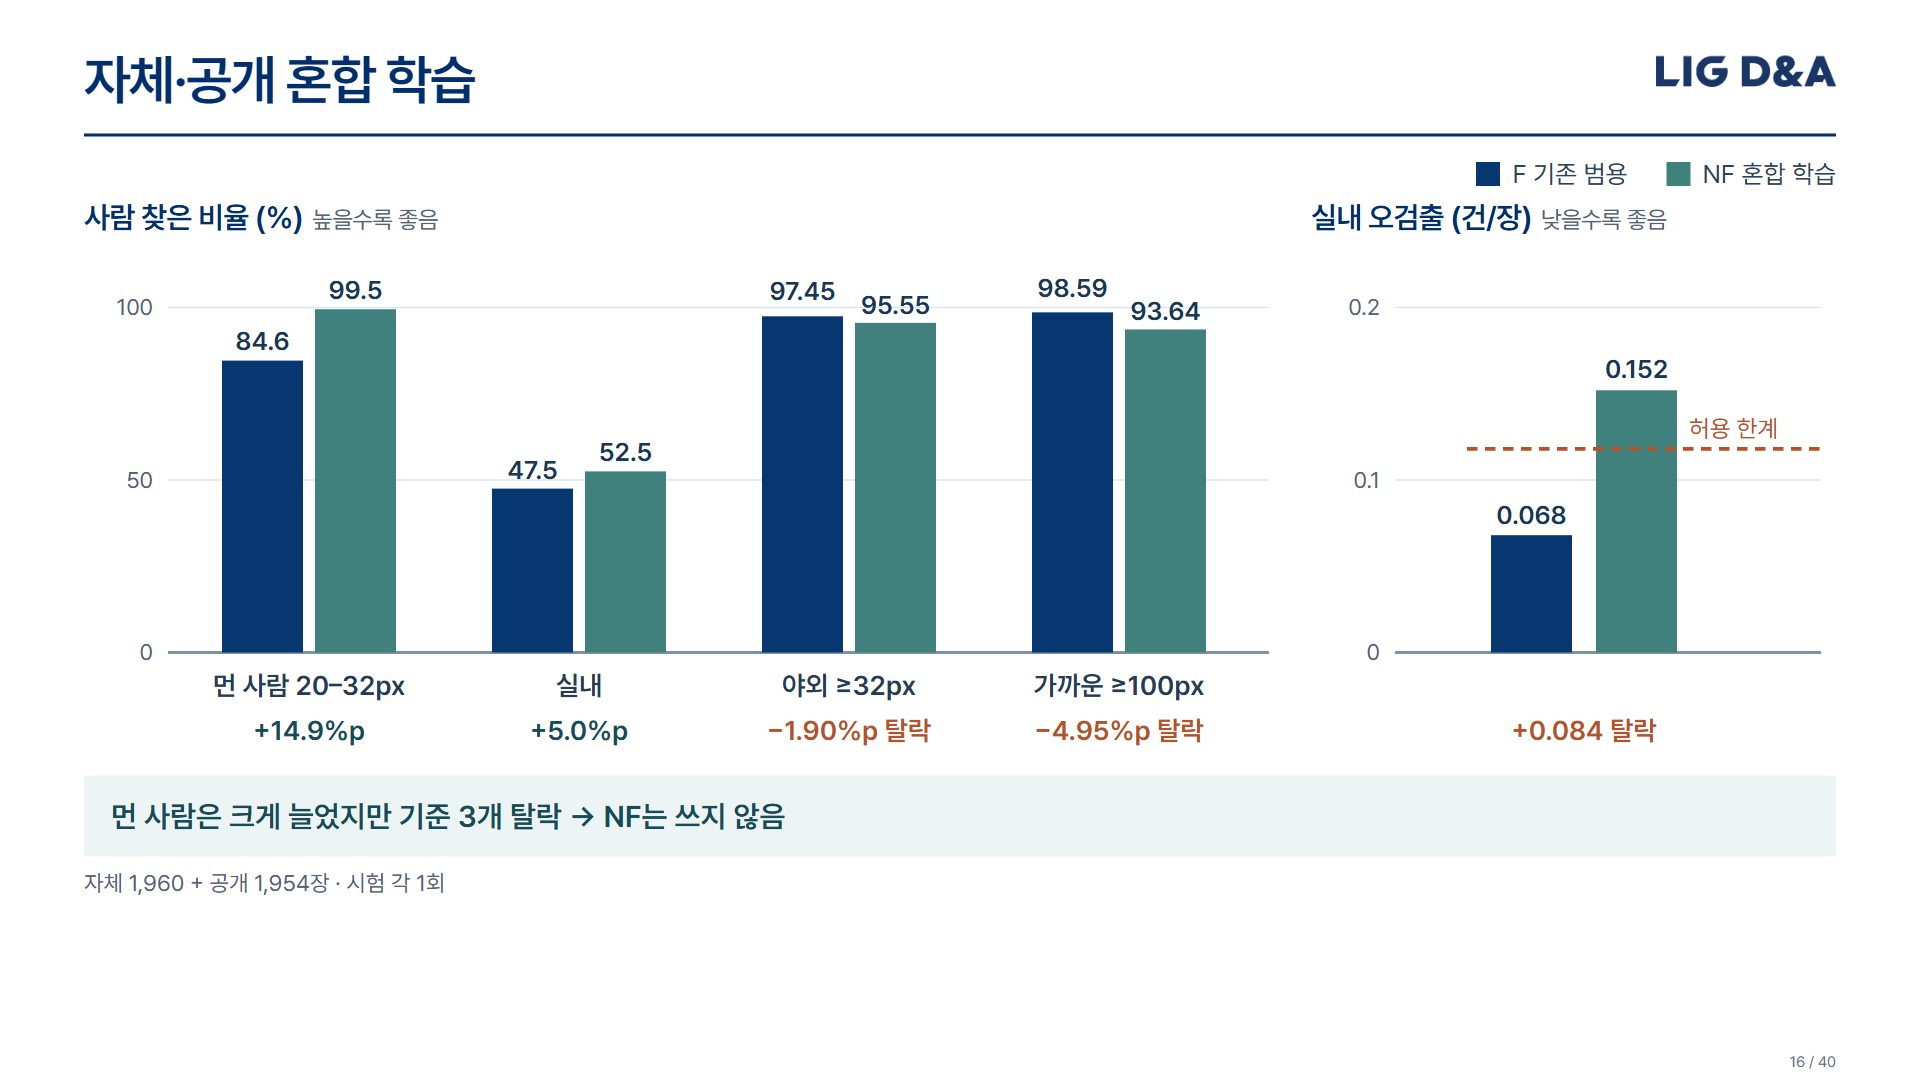 자체·공개 혼합 학습
LIG D&A
F 기존 범용
NF 혼합 학습
사람 찾은 비율 (%) 높을수록 좋음
100
50
0
84.6
99.5
47.5
52.5
97.45
95.55
98.59
93.64
먼 사람 20–32px
실내
야외 ≥32px
가까운 ≥100px
+14.9%p
+5.0%p
−1.90%p 탈락
−4.95%p 탈락
실내 오검출 (건/장) 낮을수록 좋음
0.2
0.1
0
0.068
0.152
허용 한계
+0.084 탈락
먼 사람은 크게 늘었지만 기준 3개 탈락 → NF는 쓰지 않음
자체 1,960 + 공개 1,954장 · 시험 각 1회
16 / 40